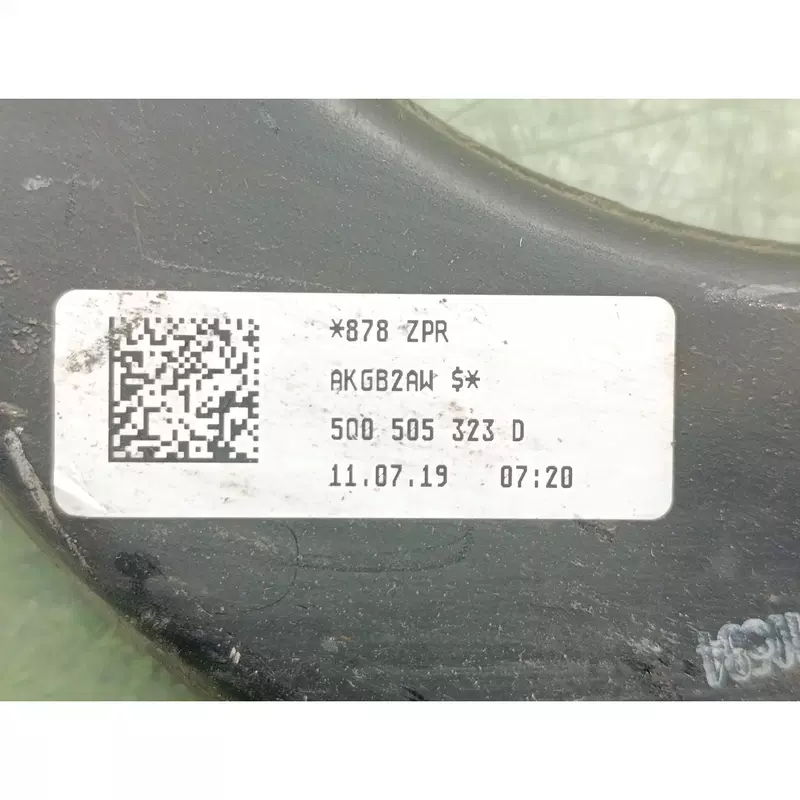 *878 ZPR
AKGB2AW $*
5Q0 505 323 D
11.07.19 07:20